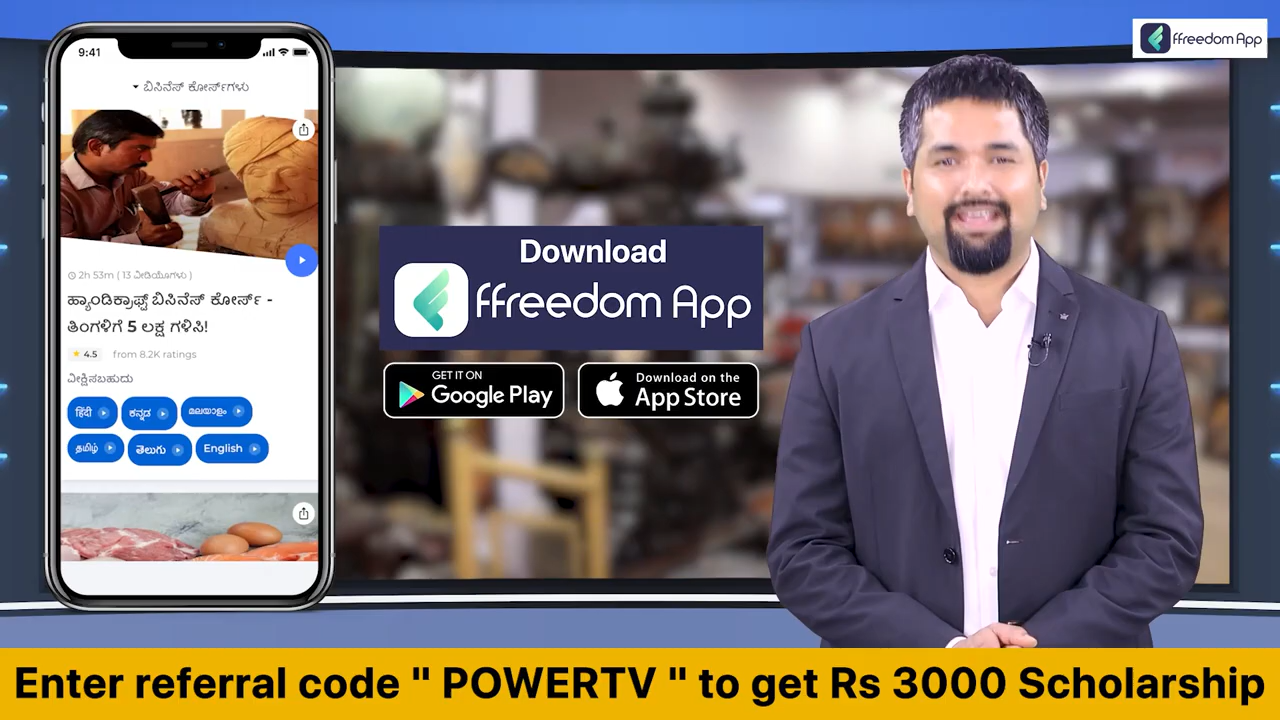 9:41
ಬಿಸಿನೆಸ್ ಕೋರ್ಸ್‌ಗಳು
2h 53m ( 13 ವೀಡಿಯೊಗಳು )
ಹ್ಯಾಂಡಿಕ್ರಾಫ್ಟ್ ಬಿಸಿನೆಸ್ ಕೋರ್ಸ್ -
ತಿಂಗಳಿಗೆ 5 ಲಕ್ಷ ಗಳಿಸಿ!
4.5 from 8.2K ratings
ವೀಕ್ಷಿಸಬಹುದು
हिंदी ಕನ್ನಡ മലയാളം
தமிழ் తెలుగు English
Download
ffreedom App
GET IT ON
Google Play
Download on the
App Store
ffreedom App
Enter referral code " POWERTV " to get Rs 3000 Scholarship